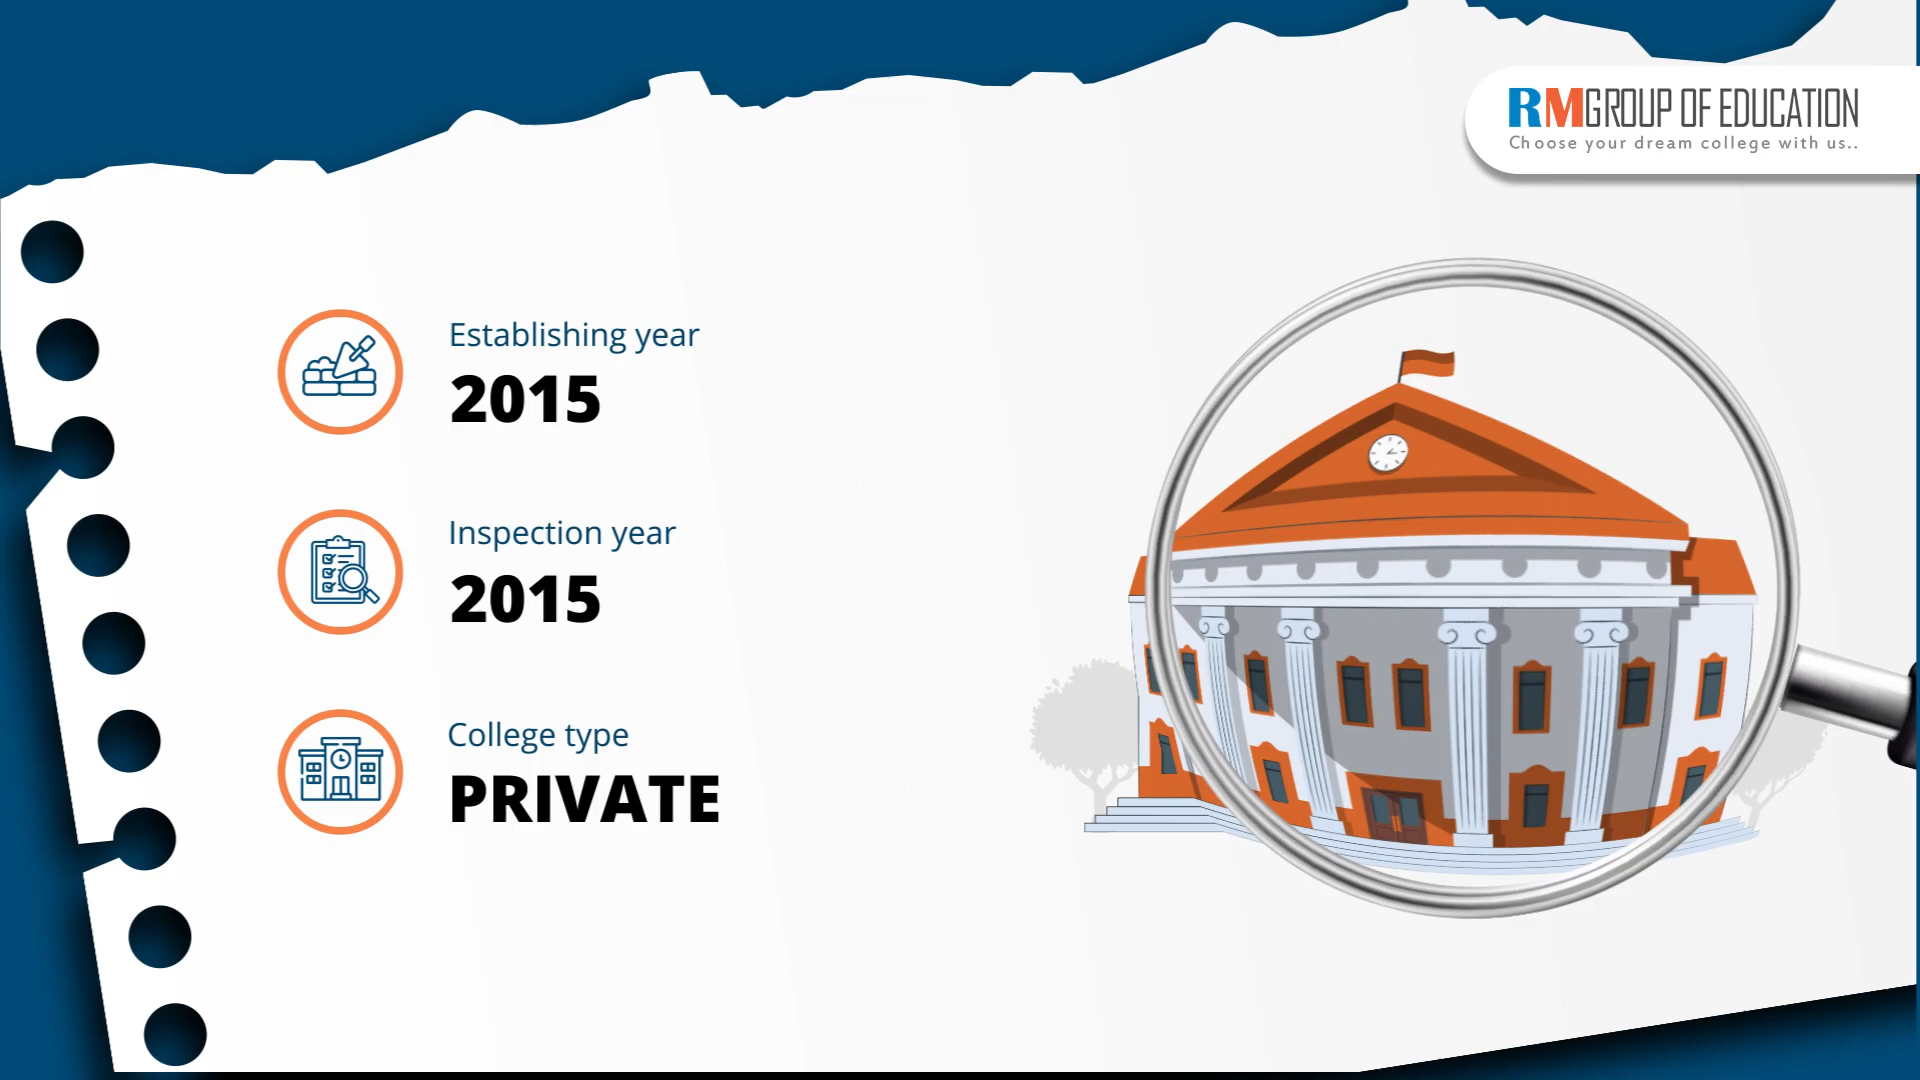 RMGROUP OF EDUCATION
Choose your dream college with us..
Establishing year
2015
Inspection year
2015
College type
PRIVATE